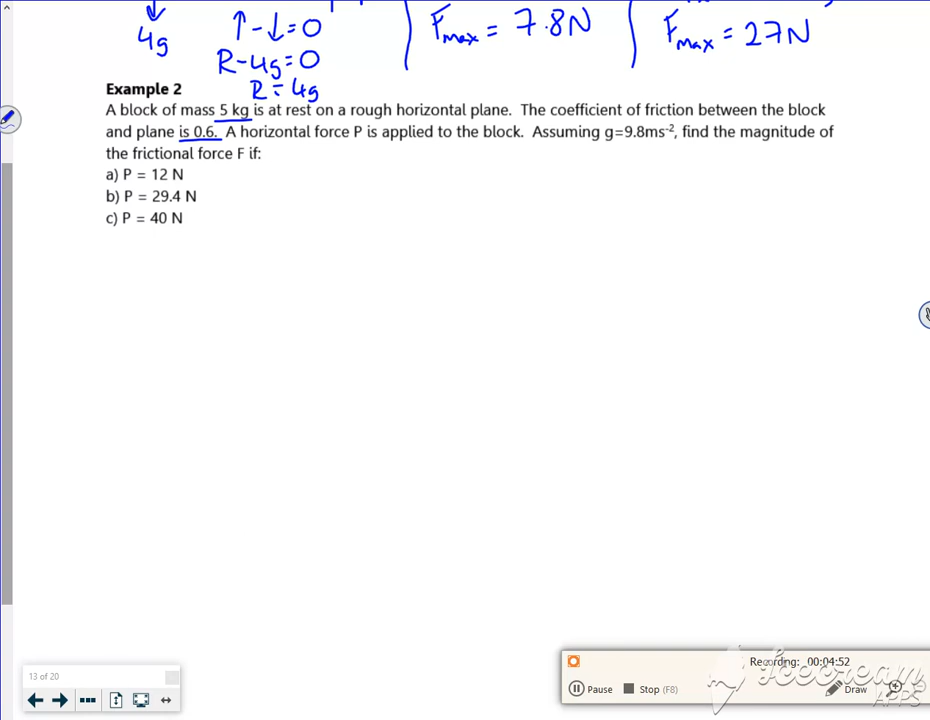 4g
↑ - ↓ = 0
R - 4g = 0
R = 4g
Fmax = 7.8N
Fmax = 27N
Example 2
A block of mass 5 kg is at rest on a rough horizontal plane. The coefficient of friction between the block
and plane is 0.6. A horizontal force P is applied to the block. Assuming g=9.8ms⁻², find the magnitude of
the frictional force F if:
a) P = 12 N
b) P = 29.4 N
c) P = 40 N
13 of 20
Recording: 00:04:52
Pause
Stop (F8)
Draw
Icecream
APPS